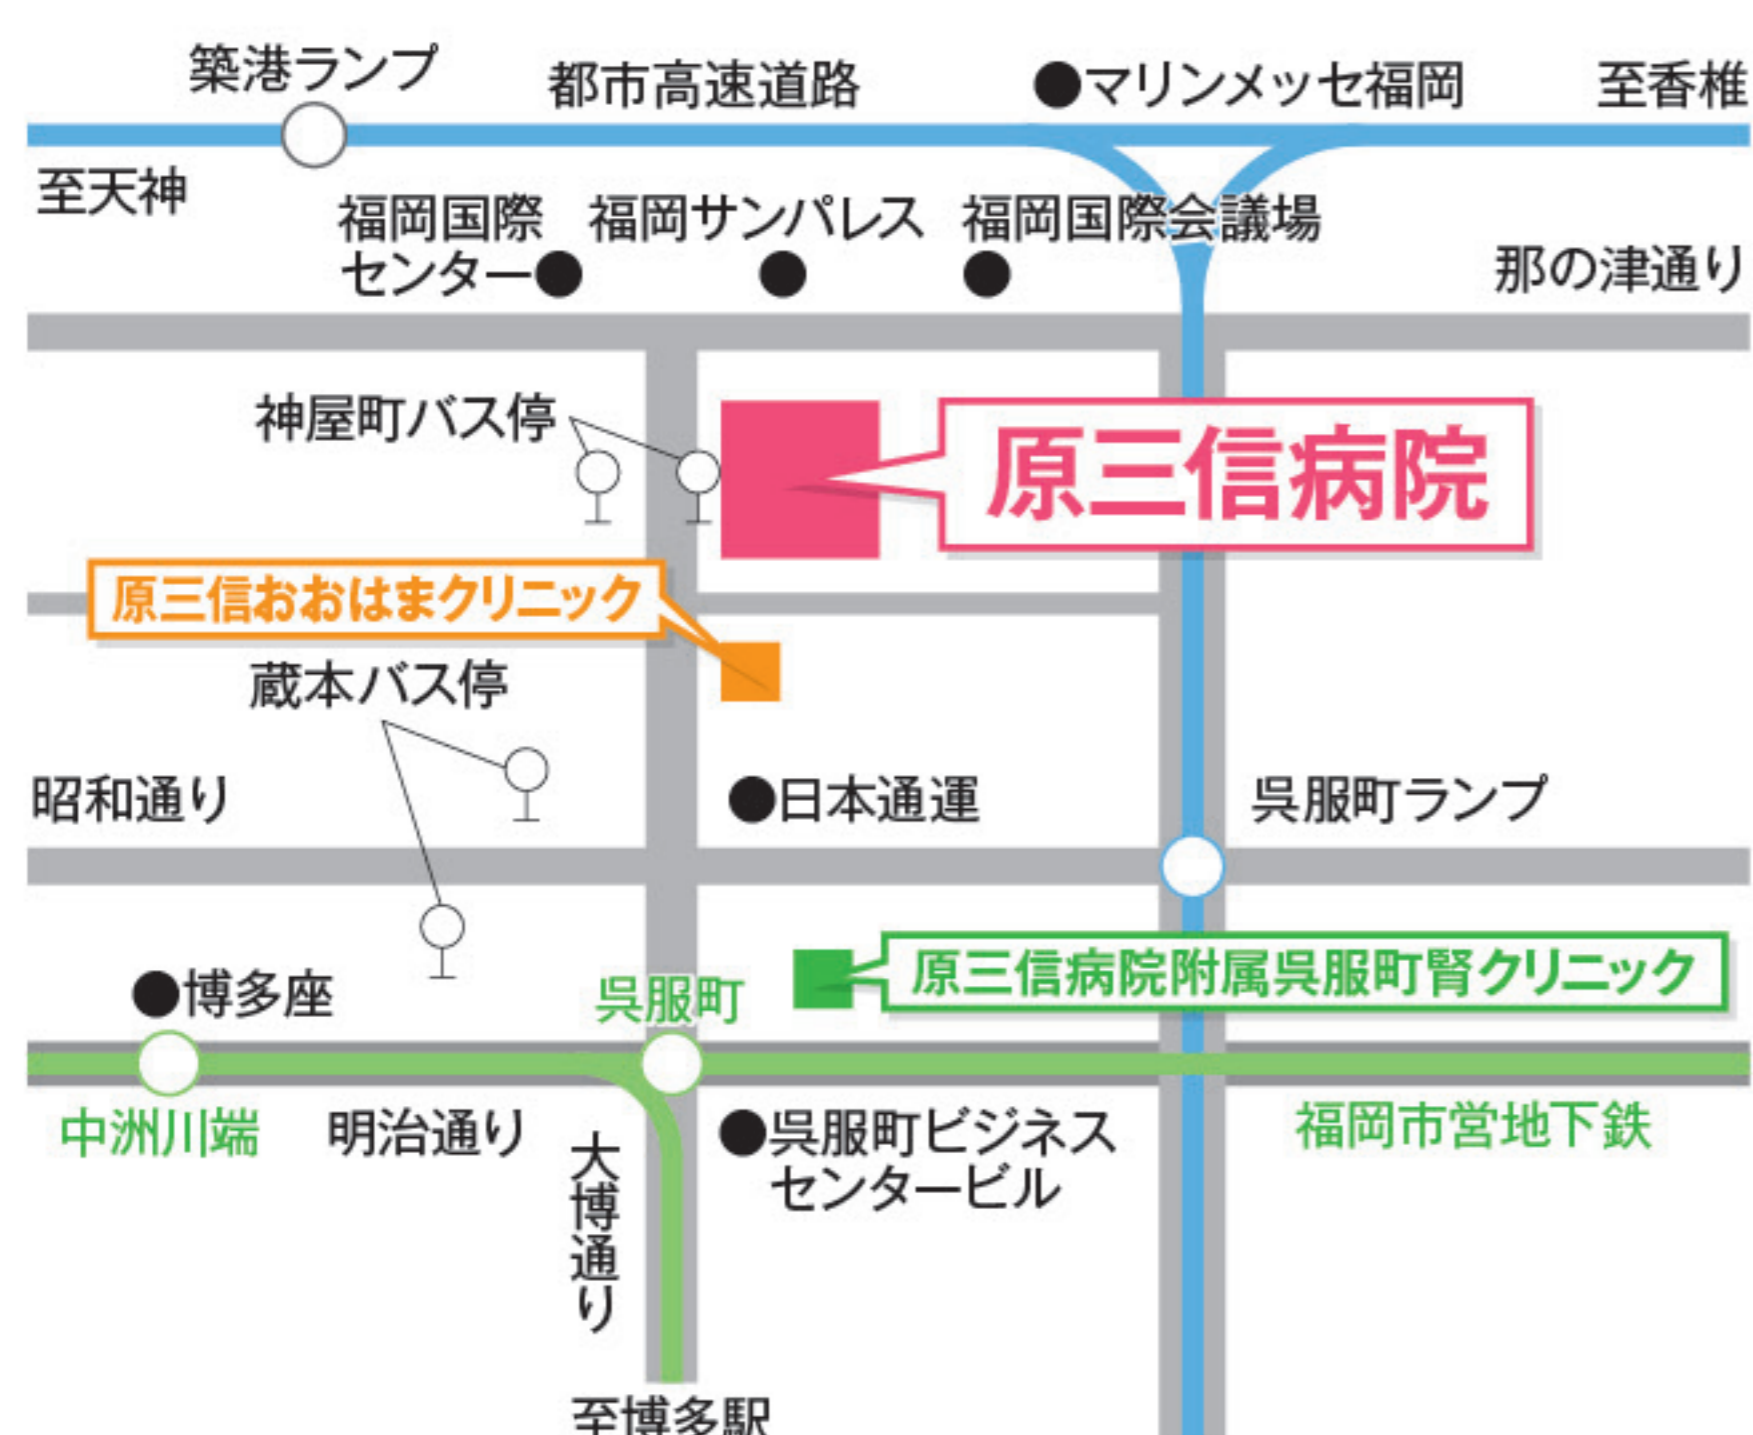 築港ランプ
都市高速道路
●マリンメッセ福岡
至香椎
至天神
福岡国際
センター●
福岡サンパレス
福岡国際会議場
那の津通り
神屋町バス停
原三信病院
原三信おおはまクリニック
蔵本バス停
昭和通り
●日本通運
呉服町ランプ
●博多座
呉服町
原三信病院附属呉服町腎クリニック
中洲川端
明治通り
大博通り
●呉服町ビジネス
センタービル
福岡市営地下鉄
至博多駅